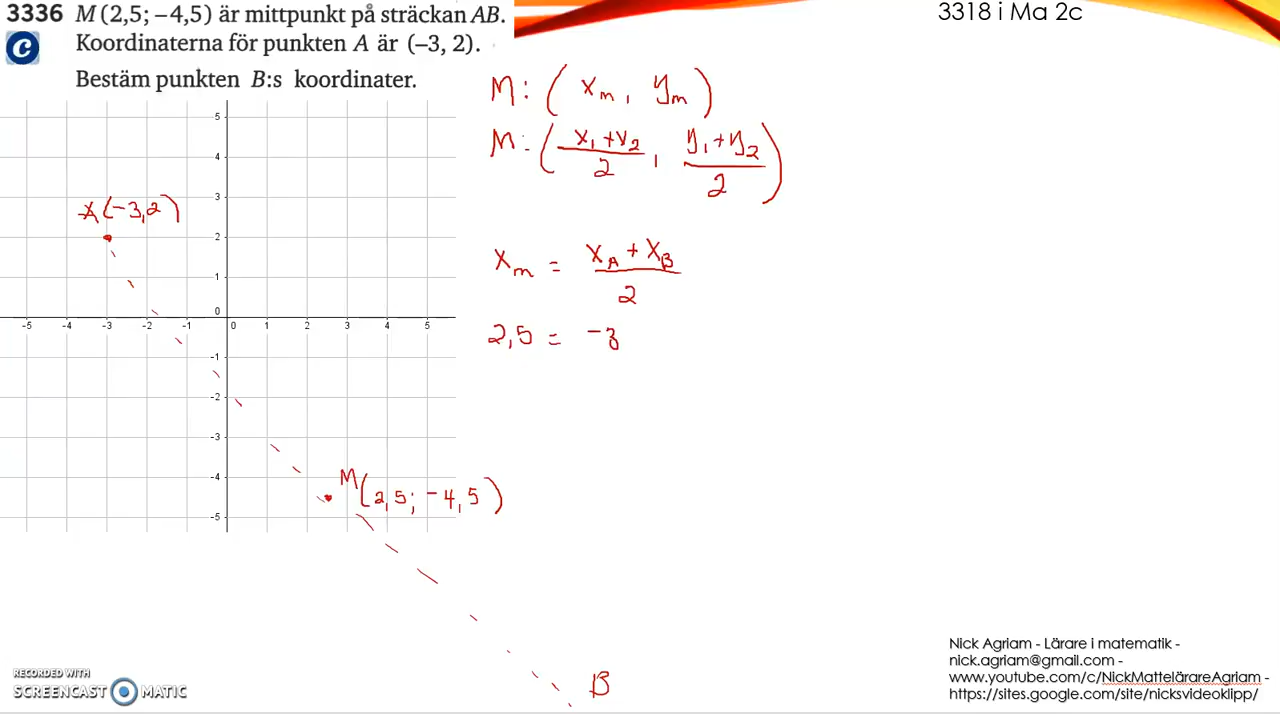 3336 M (2,5; −4,5) är mittpunkt på sträckan AB.
C Koordinaterna för punkten A är (−3, 2).
Bestäm punkten B:s koordinater.
3318 i Ma 2c
M: (xm, ym)
M: (x1+x2/2, y1+y2/2)
xm = xA + xB/2
2,5 = −3
A(−3,2)
5
4
3
2
1
0
-5 -4 -3 -2 -1 0 1 2 3 4 5
-1
-2
-3
-4
-5
M(2,5; −4,5)
B
Nick Agriam - Lärare i matematik -
nick.agriam@gmail.com -
www.youtube.com/c/NickMattelärareAgriam -
https://sites.google.com/site/nicksvideoklipp/
RECORDED WITH
SCREENCAST MATIC